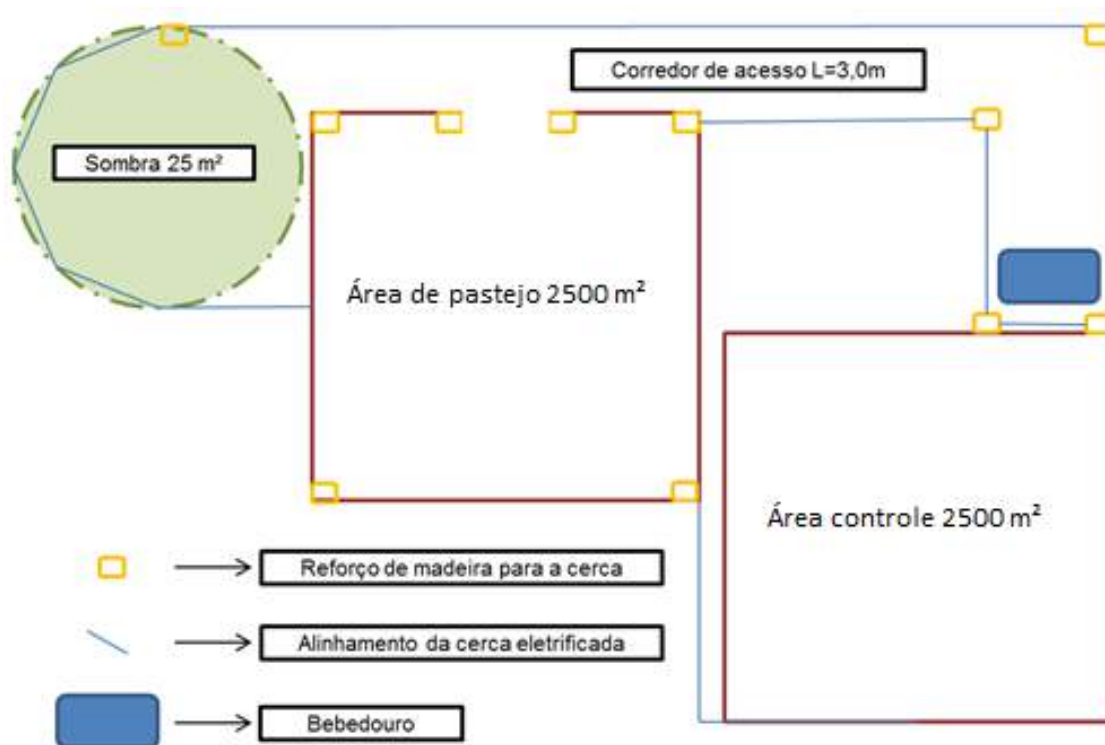 Corredor de acesso L=3,0m
Sombra 25 m²
Área de pastejo 2500 m²
Área controle 2500 m²
Reforço de madeira para a cerca
Alinhamento da cerca eletrificada
Bebedouro